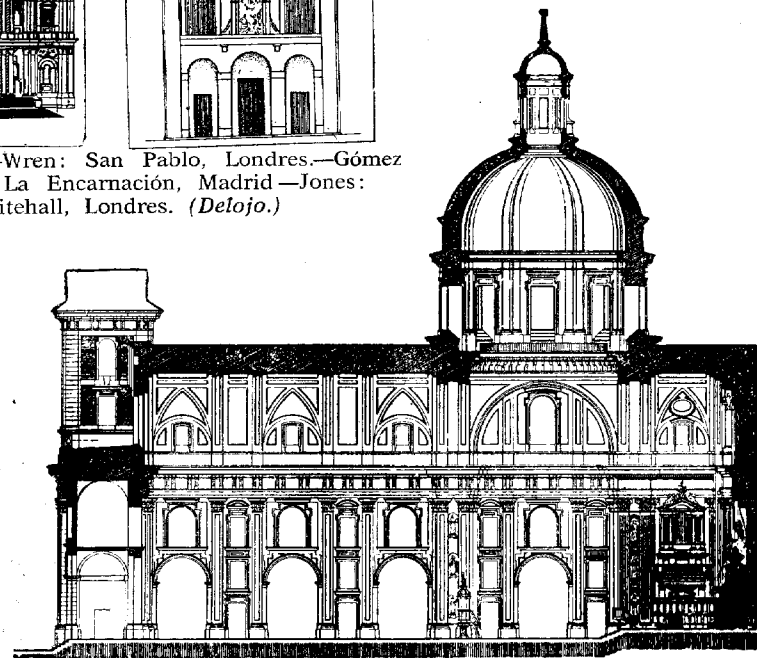 -Wren: San Pablo, Londres.—Gómez
La Encarnación, Madrid—Jones:
itehall, Londres. (Delojo.)